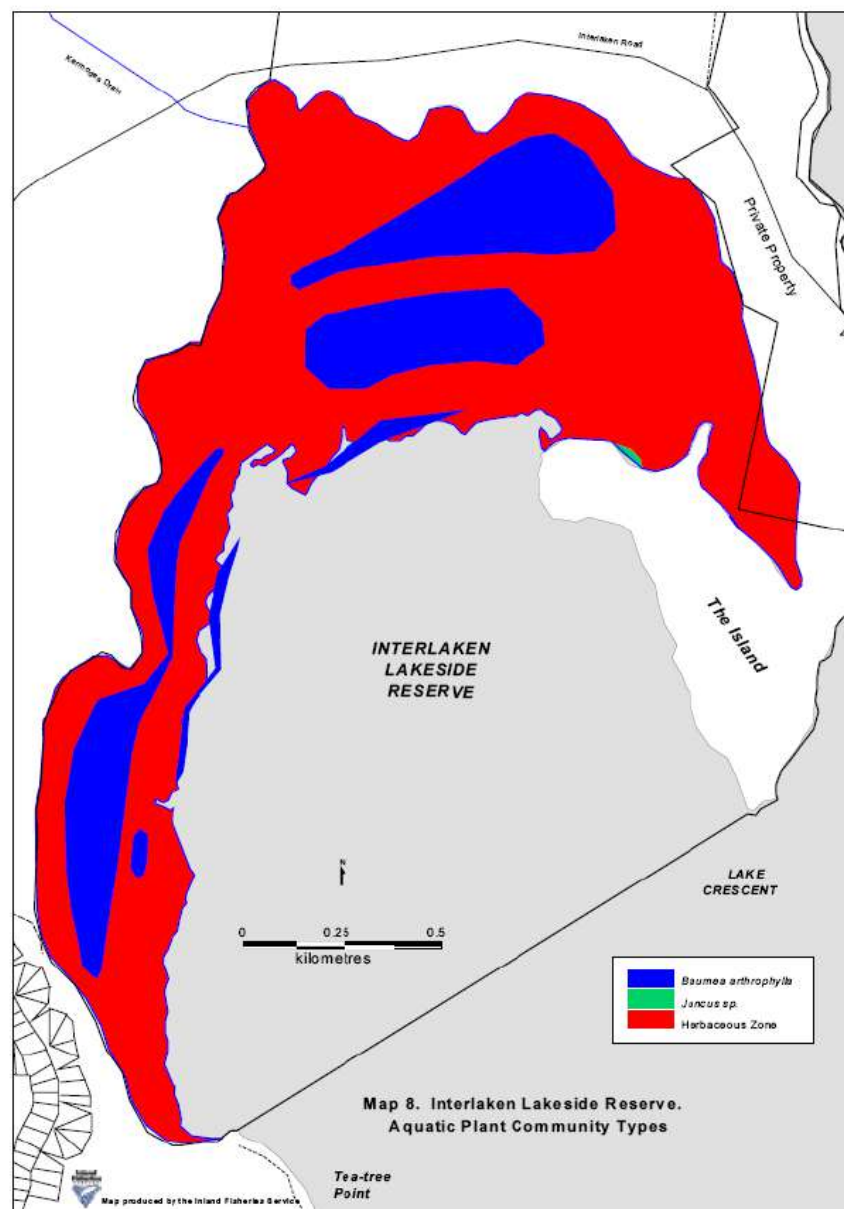 Interlaken Road
Kermodes Drain
Private Property
The Island
INTERLAKEN
LAKESIDE
RESERVE
N
LAKE
CRESCENT
0 0.25 0.5
kilometres
Baumea arthrophylla
Juncus sp.
Herbaceous Zone
Map 8. Interlaken Lakeside Reserve.
Aquatic Plant Community Types
Tea-tree
Point
Map produced by the Inland Fisheries Service